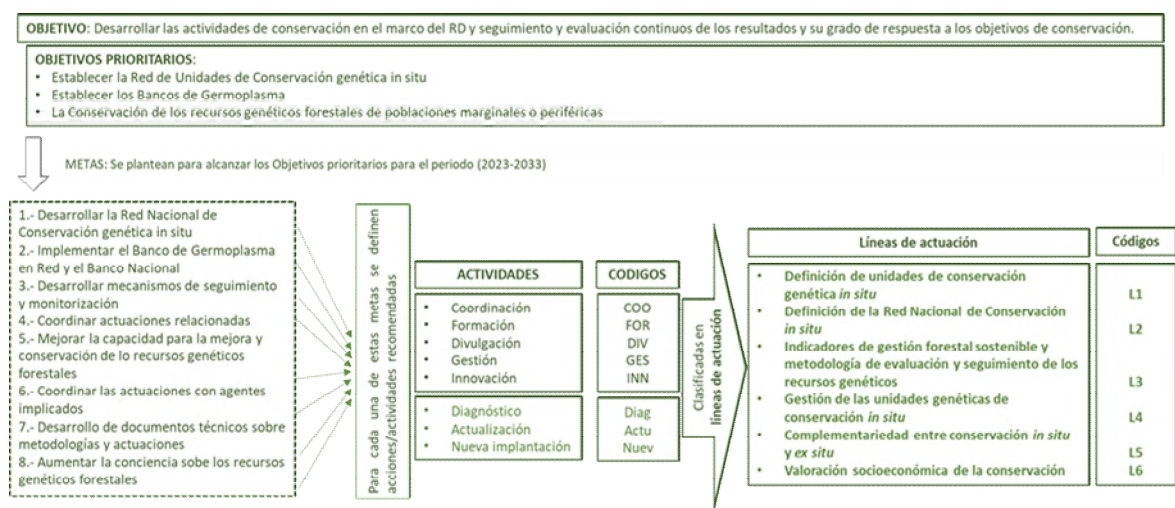 OBJETIVO: Desarrollar las actividades de conservación en el marco del RD y seguimiento y evaluación continuos de los resultados y su grado de respuesta a los objetivos de conservación.
OBJETIVOS PRIORITARIOS:
• Establecer la Red de Unidades de Conservación genética in situ
• Establecer los Bancos de Germoplasma
• La Conservación de los recursos genéticos forestales de poblaciones marginales o periféricas
METAS: Se plantean para alcanzar los Objetivos prioritarios para el periodo (2023-2033)
1.- Desarrollar la Red Nacional de
Conservación genética in situ
2.- Implementar el Banco de Germoplasma
en Red y el Banco Nacional
3.- Desarrollar mecanismos de seguimiento
y monitorización
4.- Coordinar actuaciones relacionadas
5.- Mejorar la capacidad para la mejora y
conservación de lo recursos genéticos
forestales
6.- Coordinar las actuaciones con agentes
implicados
7.- Desarrollo de documentos técnicos sobre
metodologías y actuaciones
8.- Aumentar la conciencia sobe los recursos
genéticos forestales
Para cada una de estas metas se definen
acciones/actividades recomendadas
ACTIVIDADES
• Coordinación
• Formación
• Divulgación
• Gestión
• Innovación
• Diagnóstico
• Actualización
• Nueva implantación
CODIGOS
COO
FOR
DIV
GES
INN
Diag
Actu
Nuev
Clasificadas en
líneas de actuación
Líneas de actuación
• Definición de unidades de conservación
genética in situ
• Definición de la Red Nacional de Conservación
in situ
• Indicadores de gestión forestal sostenible y
metodología de evaluación y seguimiento de los
recursos genéticos
• Gestión de las unidades genéticas de
conservación in situ
• Complementariedad entre conservación in situ
y ex situ
• Valoración socioeconómica de la conservación
Códigos
L1
L2
L3
L4
L5
L6